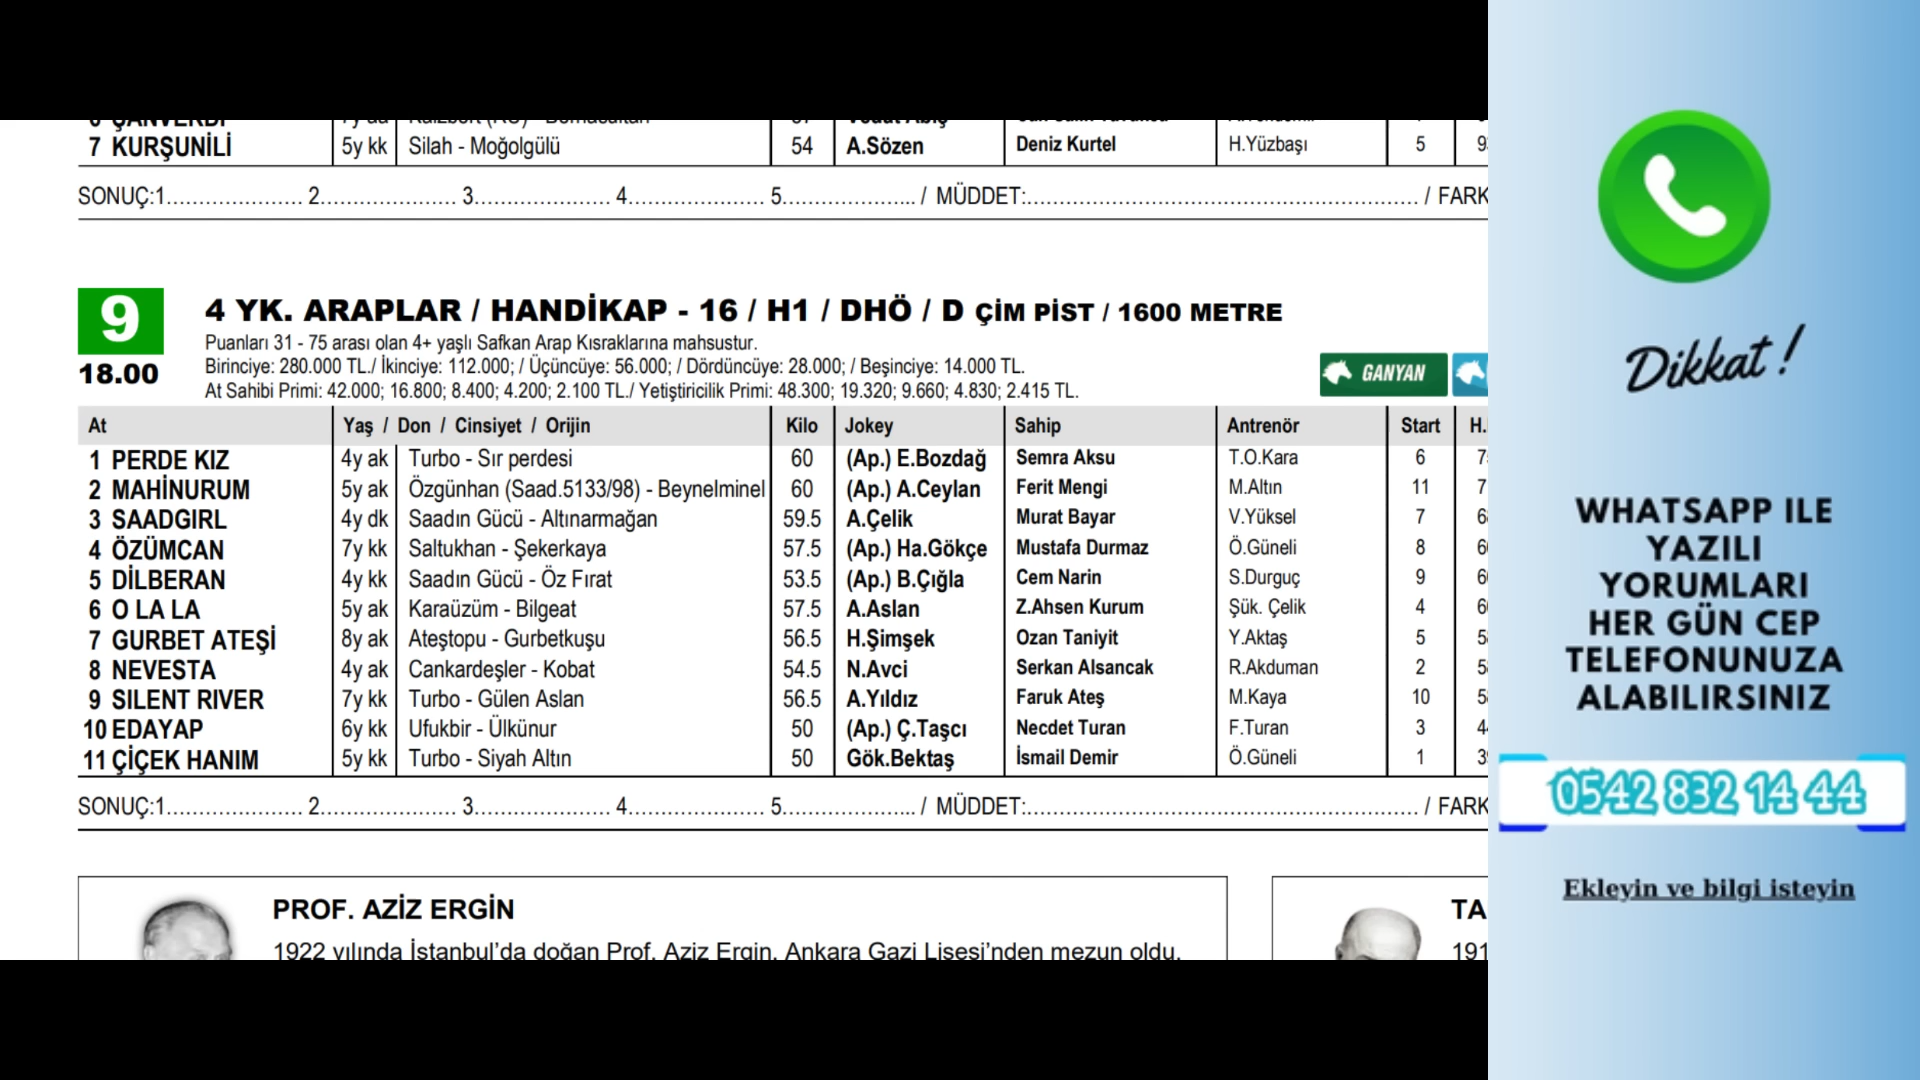 7 KURŞUNİLİ 5y kk Silah - Moğolgülü 54 A.Sözen Deniz Kurtel H.Yüzbaşı 5
SONUÇ:1..................... 2..................... 3..................... 4..................... 5.................... / MÜDDET:............................................................ / FARK
9 4 YK. ARAPLAR / HANDİKAP - 16 / H1 / DHÖ / D ÇİM PİST / 1600 METRE
Puanları 31 - 75 arası olan 4+ yaşlı Safkan Arap Kısraklarına mahsustur.
18.00 Birinciye: 280.000 TL./ İkinciye: 112.000; / Üçüncüye: 56.000; / Dördüncüye: 28.000; / Beşinciye: 14.000 TL.
At Sahibi Primi: 42.000; 16.800; 8.400; 4.200; 2.100 TL./ Yetiştiricilik Primi: 48.300; 19.320; 9.660; 4.830; 2.415 TL.
GANYAN
At Yaş / Don / Cinsiyet / Orijin Kilo Jokey Sahip Antrenör Start H.
1 PERDE KIZ 4y ak Turbo - Sır perdesi 60 (Ap.) E.Bozdağ Semra Aksu T.O.Kara 6
2 MAHİNURUM 5y ak Özgünhan (Saad.5133/98) - Beynelminel 60 (Ap.) A.Ceylan Ferit Mengi M.Altın 11
3 SAADGIRL 4y dk Saadın Gücü - Altınarmağan 59.5 A.Çelik Murat Bayar V.Yüksel 7
4 ÖZÜMCAN 7y kk Saltukhan - Şekerkaya 57.5 (Ap.) Ha.Gökçe Mustafa Durmaz Ö.Güneli 8
5 DİLBERAN 4y kk Saadın Gücü - Öz Fırat 53.5 (Ap.) B.Çığla Cem Narin S.Durguç 9
6 O LA LA 5y ak Karaüzüm - Bilgeat 57.5 A.Aslan Z.Ahsen Kurum Şük. Çelik 4
7 GURBET ATEŞİ 8y ak Ateştopu - Gurbetkuşu 56.5 H.Şimşek Ozan Taniyit Y.Aktaş 5
8 NEVESTA 4y ak Cankardeşler - Kobat 54.5 N.Avci Serkan Alsancak R.Akduman 2
9 SILENT RIVER 7y kk Turbo - Gülen Aslan 56.5 A.Yıldız Faruk Ateş M.Kaya 10
10 EDAYAP 6y kk Ufukbir - Ülkünur 50 (Ap.) Ç.Taşcı Necdet Turan F.Turan 3
11 ÇİÇEK HANIM 5y kk Turbo - Siyah Altın 50 Gök.Bektaş İsmail Demir Ö.Güneli 1
SONUÇ:1..................... 2..................... 3..................... 4..................... 5.................... / MÜDDET:............................................................ / FARK
PROF. AZİZ ERGİN
1922 yılında İstanbul'da doğan Prof. Aziz Ergin, Ankara Gazi Lisesi'nden mezun oldu.
TA
191
Dikkat !
WHATSAPP ILE
YAZILI
YORUMLARI
HER GÜN CEP
TELEFONUNUZA
ALABILIRSINIZ
0542 832 14 44
Ekleyin ve bilgi isteyin